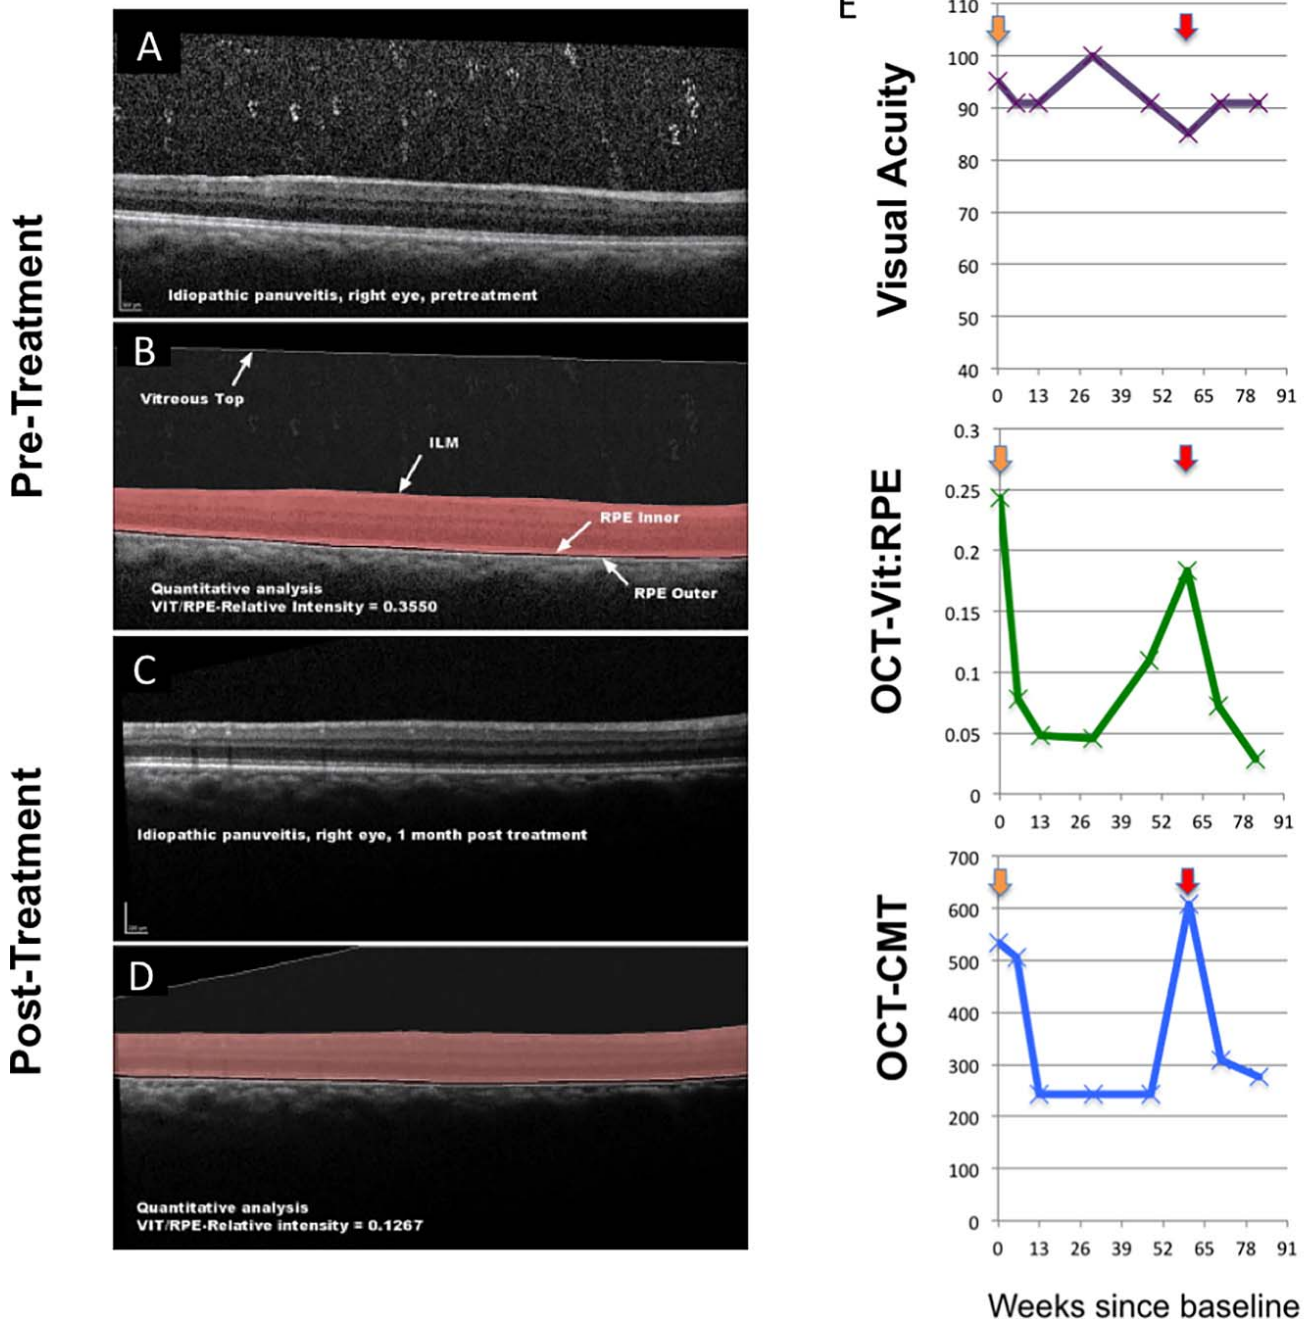 Pre-Treatment
Post-Treatment
A
Idiopathic panuveitis, right eye, pretreatment
B
Vitreous Top
ILM
RPE Inner
RPE Outer
Quantitative analysis
VIT/RPE-Relative Intensity = 0.3550
C
Idiopathic panuveitis, right eye, 1 month post treatment
D
Quantitative analysis
VIT/RPE-Relative intensity = 0.1267
E
Visual Acuity
110
100
90
80
70
60
50
40
0 13 26 39 52 65 78 91
OCT-Vit:RPE
0.3
0.25
0.2
0.15
0.1
0.05
0
0 13 26 39 52 65 78 91
OCT-CMT
700
600
500
400
300
200
100
0
0 13 26 39 52 65 78 91
Weeks since baseline